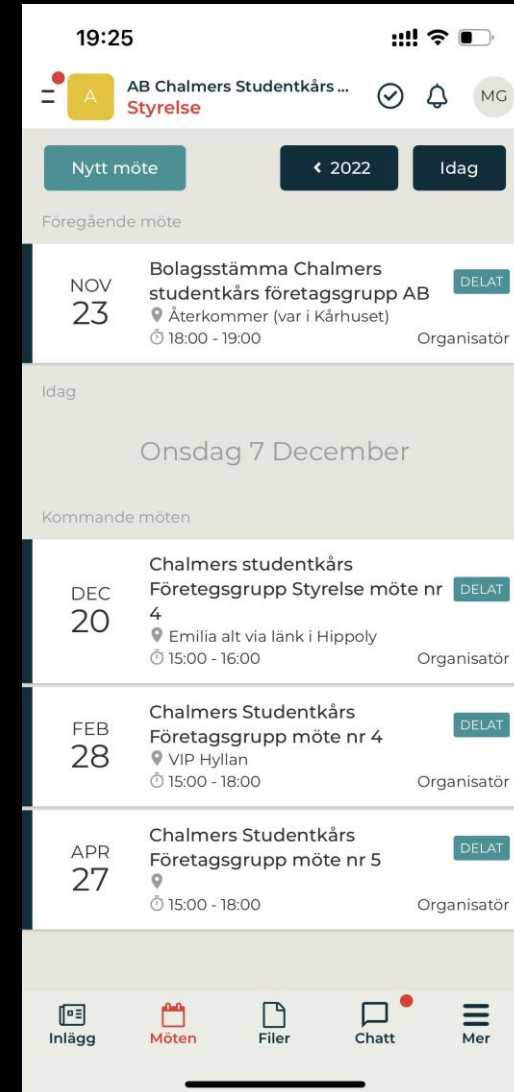 19:25
A
AB Chalmers Studentkårs ...
Styrelse
MG
Nytt möte
2022
Idag
Föregående möte
NOV
23
Bolagsstämma Chalmers
studentkårs företagsgrupp AB
Återkommer (var i Kårhuset)
18:00 - 19:00
DELAT
Organisatör
Idag
Onsdag 7 December
Kommande möten
DEC
20
Chalmers studentkårs
Företegsgrupp Styrelse möte nr
4
Emilia alt via länk i Hippoly
15:00 - 16:00
DELAT
Organisatör
FEB
28
Chalmers Studentkårs
Företagsgrupp möte nr 4
VIP Hyllan
15:00 - 18:00
DELAT
Organisatör
APR
27
Chalmers Studentkårs
Företagsgrupp möte nr 5
15:00 - 18:00
DELAT
Organisatör
Inlägg
Möten
Filer
Chatt
Mer